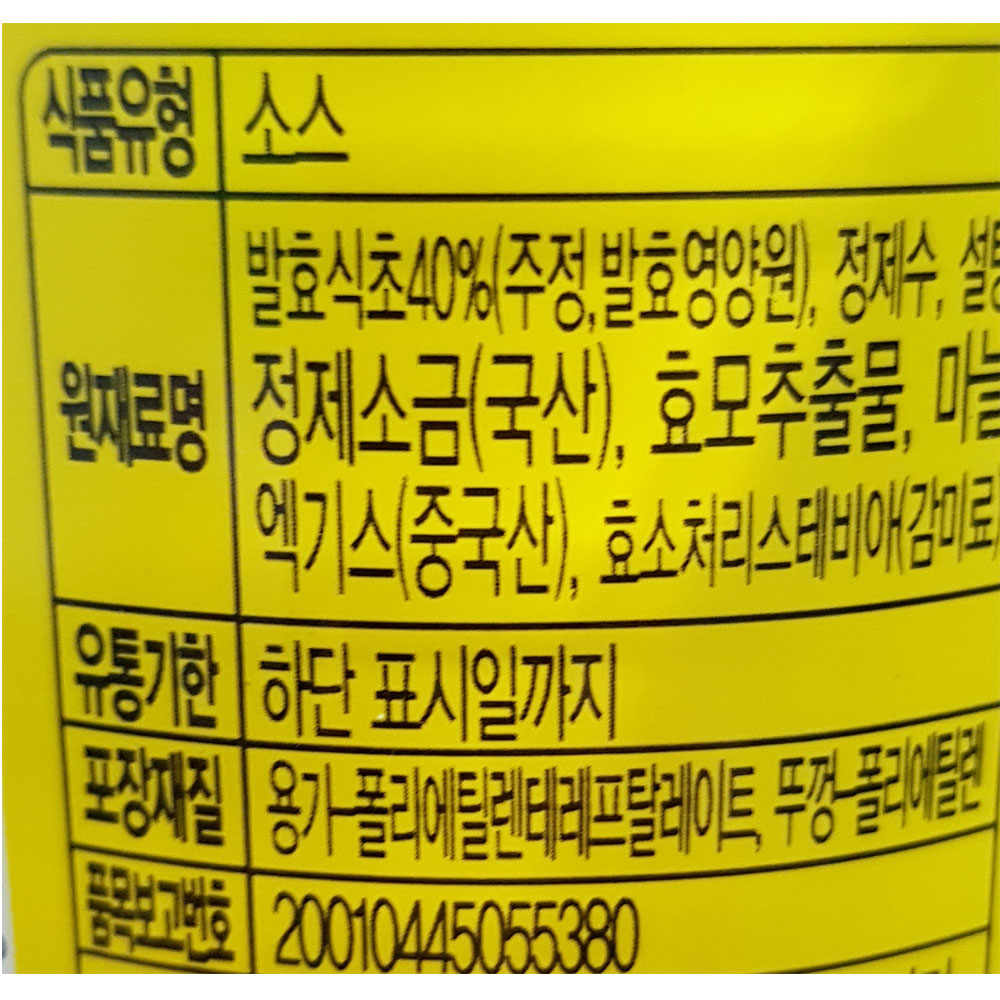 식품유형 소스
원재료명 발효식초40%(주정,발효영양원), 정제수,
정제소금(국산), 효모추출물,
엑기스(중국산), 효소처리스테비아(감미료)
유통기한 하단 표시일까지
포장재질 용기-폴리에틸렌테레프탈레이트, 뚜껑-폴리에틸렌
품목보고번호 20010445055380